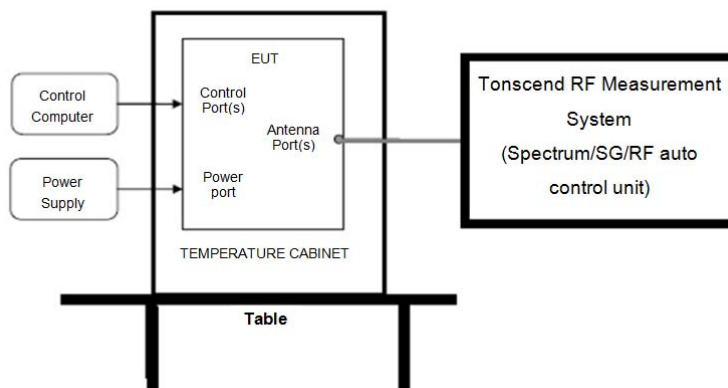 EUT
Control
Computer
Control
Port(s)
Antenna
Port(s)
Power
Supply
Power
port
TEMPERATURE CABINET
Table
Tonscend RF Measurement
System
(Spectrum/SG/RF auto
control unit)